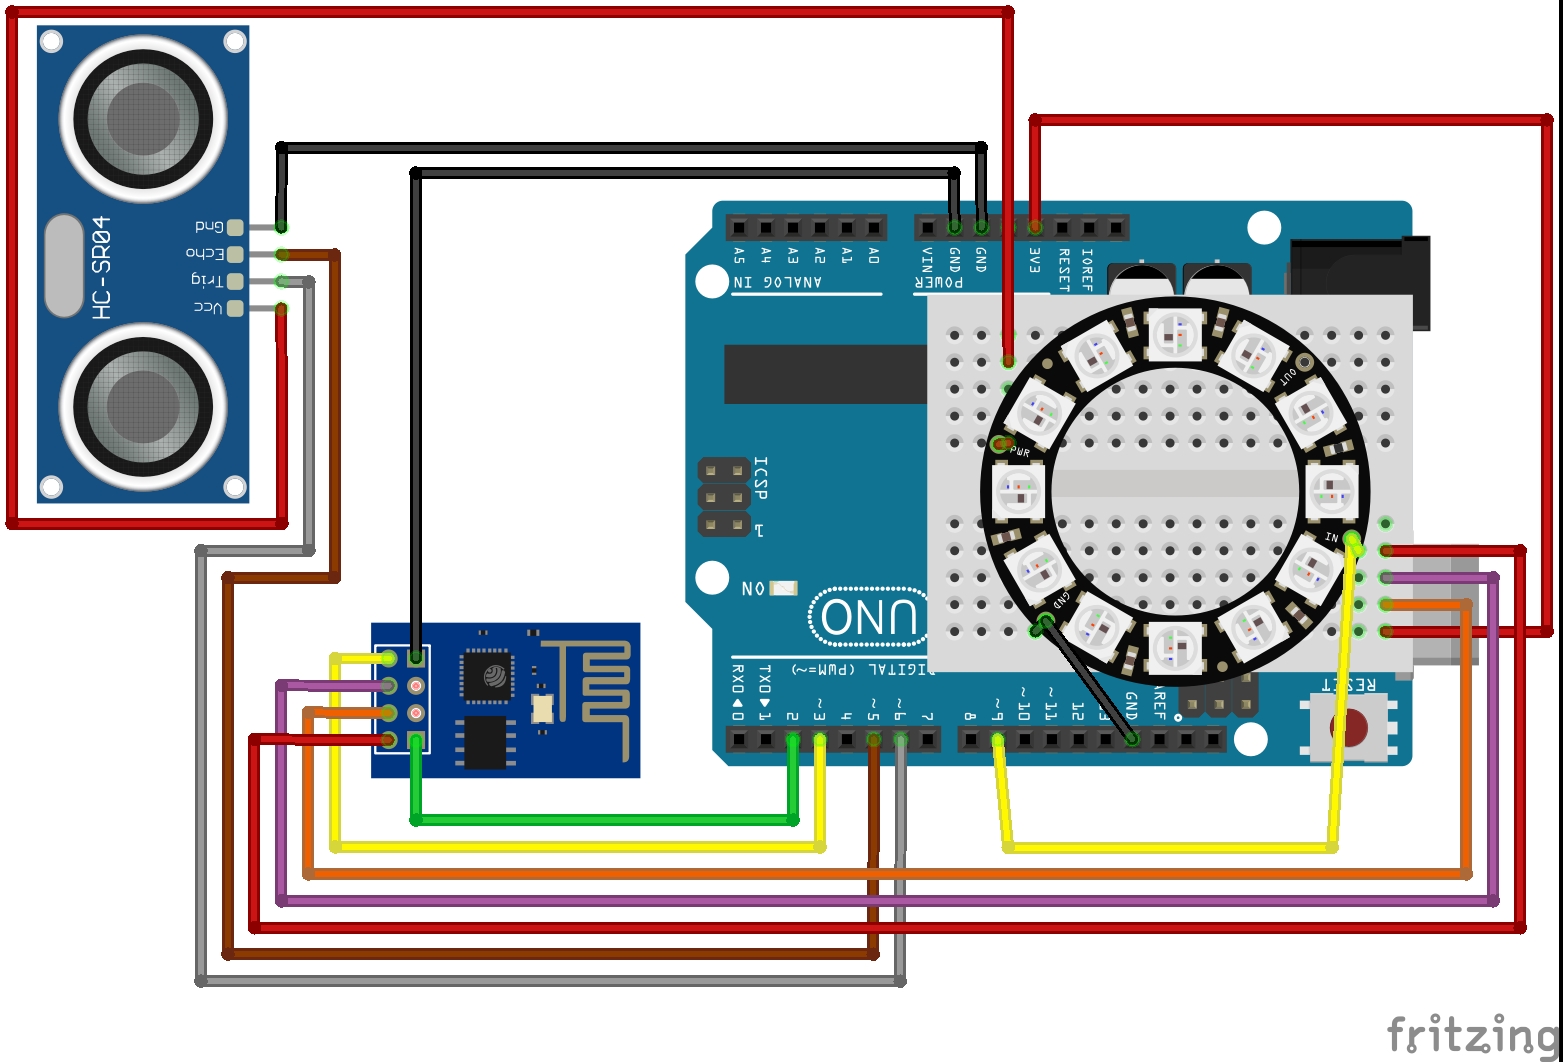 HC-SR04
Gnd
Echo
Trig
Vcc
A5
A4
A3
A2
A1
A0
VIN
GND
GND
3V3
RESET
IOREF
ANALOG IN
POWER
OUT
PWR
IN
GND
ICSP
1
ON
UNO
DIGITAL (PWM=~)
RX0◄0
TX0►1
2
~3
4
~5
~6
7
8
~9
~10
~11
12
GND
AREF
RESET
fritzing